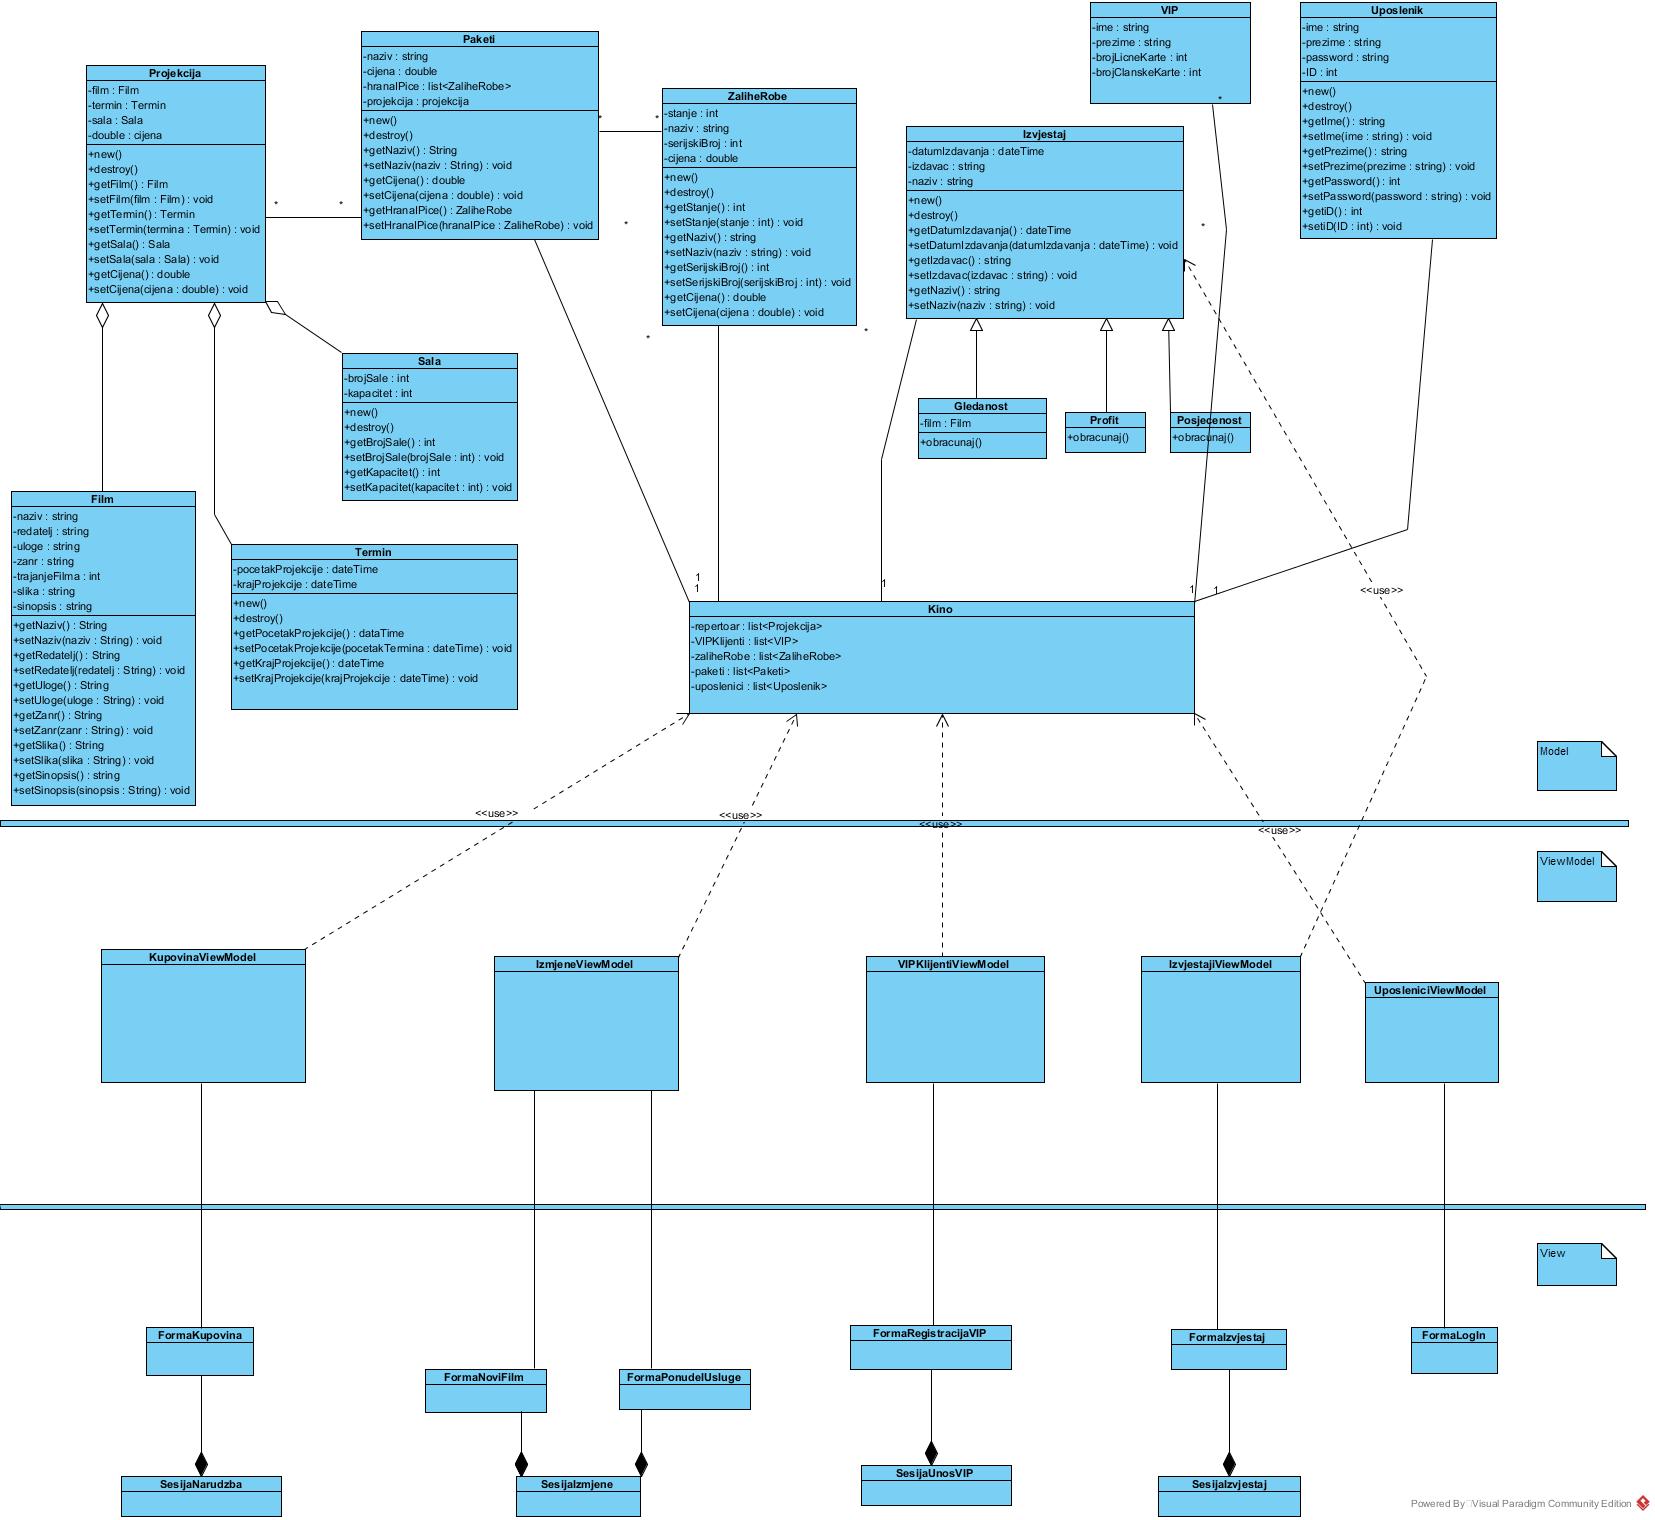 Projekcija
-film : Film
-termin : Termin
-sala : Sala
-double : cijena
+new()
+destroy()
+getFilm() : Film
+setFilm(film : Film) : void
+getTermin() : Termin
+setTermin(termina : Termin) : void
+getSala() : Sala
+setSala(sala : Sala) : void
+getCijena() : double
+setCijena(cijena : double) : void
*
*
Paketi
-naziv : string
-cijena : double
-hranaIPice : list<ZaliheRobe>
-projekcija : projekcija
+new()
+destroy()
+getNaziv() : String
+setNaziv(naziv : String) : void
+getCijena() : double
+setCijena(cijena : double) : void
+getHranaIPice() : ZaliheRobe
+setHranaIPice(hranaIPice : ZaliheRobe) : void
*
*
*
ZaliheRobe
-stanje : int
-naziv : string
-serijskiBroj : int
-cijena : double
+new()
+destroy()
+getStanje() : int
+setStanje(stanje : int) : void
+getNaziv() : string
+setNaziv(naziv : string) : void
+getSerijskiBroj() : int
+setSerijskiBroj(serijskiBroj : int) : void
+getCijena() : double
+setCijena(cijena : double) : void
*
*
VIP
-ime : string
-prezime : string
-brojLicneKarte : int
-brojClanskeKarte : int
*
Uposlenik
-ime : string
-prezime : string
-password : string
-ID : int
+new()
+destroy()
+getIme() : string
+setIme(ime : string) : void
+getPrezime() : string
+setPrezime(prezime : string) : void
+getPassword() : int
+setPassword(password : string) : void
+getiD() : int
+setiD(ID : int) : void
*
Izvjestaj
-datumIzdavanja : dateTime
-izdavac : string
-naziv : string
+new()
+destroy()
+getDatumIzdavanja() : dateTime
+setDatumIzdavanja(datumIzdavanja : dateTime) : void
+getIzdavac() : string
+setIzdavac(izdavac : string) : void
+getNaziv() : string
+setNaziv(naziv : string) : void
Gledanost
-film : Film
+obracunaj()
Profit
+obracunaj()
Posjecenost
+obracunaj()
Sala
-brojSale : int
-kapacitet : int
+new()
+destroy()
+getBrojSale() : int
+setBrojSale(brojSale : int) : void
+getKapacitet() : int
+setKapacitet(kapacitet : int) : void
Film
-naziv : string
-redatelj : string
-uloge : string
-zanr : string
-trajanjeFilma : int
-slika : string
-sinopsis : string
+getNaziv() : String
+setNaziv(naziv : String) : void
+getRedatelj() : String
+setRedatelj(redatelj : String) : void
+getUloge() : String
+setUloge(uloge : String) : void
+getZanr() : String
+setZanr(zanr : String) : void
+getSlika() : String
+setSlika(slika : String) : void
+getSinopsis() : string
+setSinopsis(sinopsis : String) : void
Termin
-pocetakProjekcije : dateTime
-krajProjekcije : dateTime
+new()
+destroy()
+getPocetakProjekcije() : dataTime
+setPocetakProjekcije(pocetakTermina : dateTime) : void
+getKrajProjekcije() : dateTime
+setKrajProjekcije(krajProjekcije : dateTime) : void
1
1
1
1
1
<<use>>
Kino
-repertoar : list<Projekcija>
-VIPKlijenti : list<VIP>
-zaliheRobe : list<ZaliheRobe>
-paketi : list<Paketi>
-uposlenici : list<Uposlenik>
Model
<<use>>
<<use>>
<<use>>
<<use>>
ViewModel
KupovinaViewModel
IzmjeneViewModel
VIPKlijentiViewModel
IzvjestajiViewModel
UposleniciViewModel
View
FormaKupovina
FormaNoviFilm
FormaPonudeIUsluge
FormaRegistracijaVIP
FormaIzvjestaj
FormaLogIn
SesijaNarudzba
SesijaIzmjene
SesijaUnosVIP
SesijaIzvjestaj
Powered By Visual Paradigm Community Edition